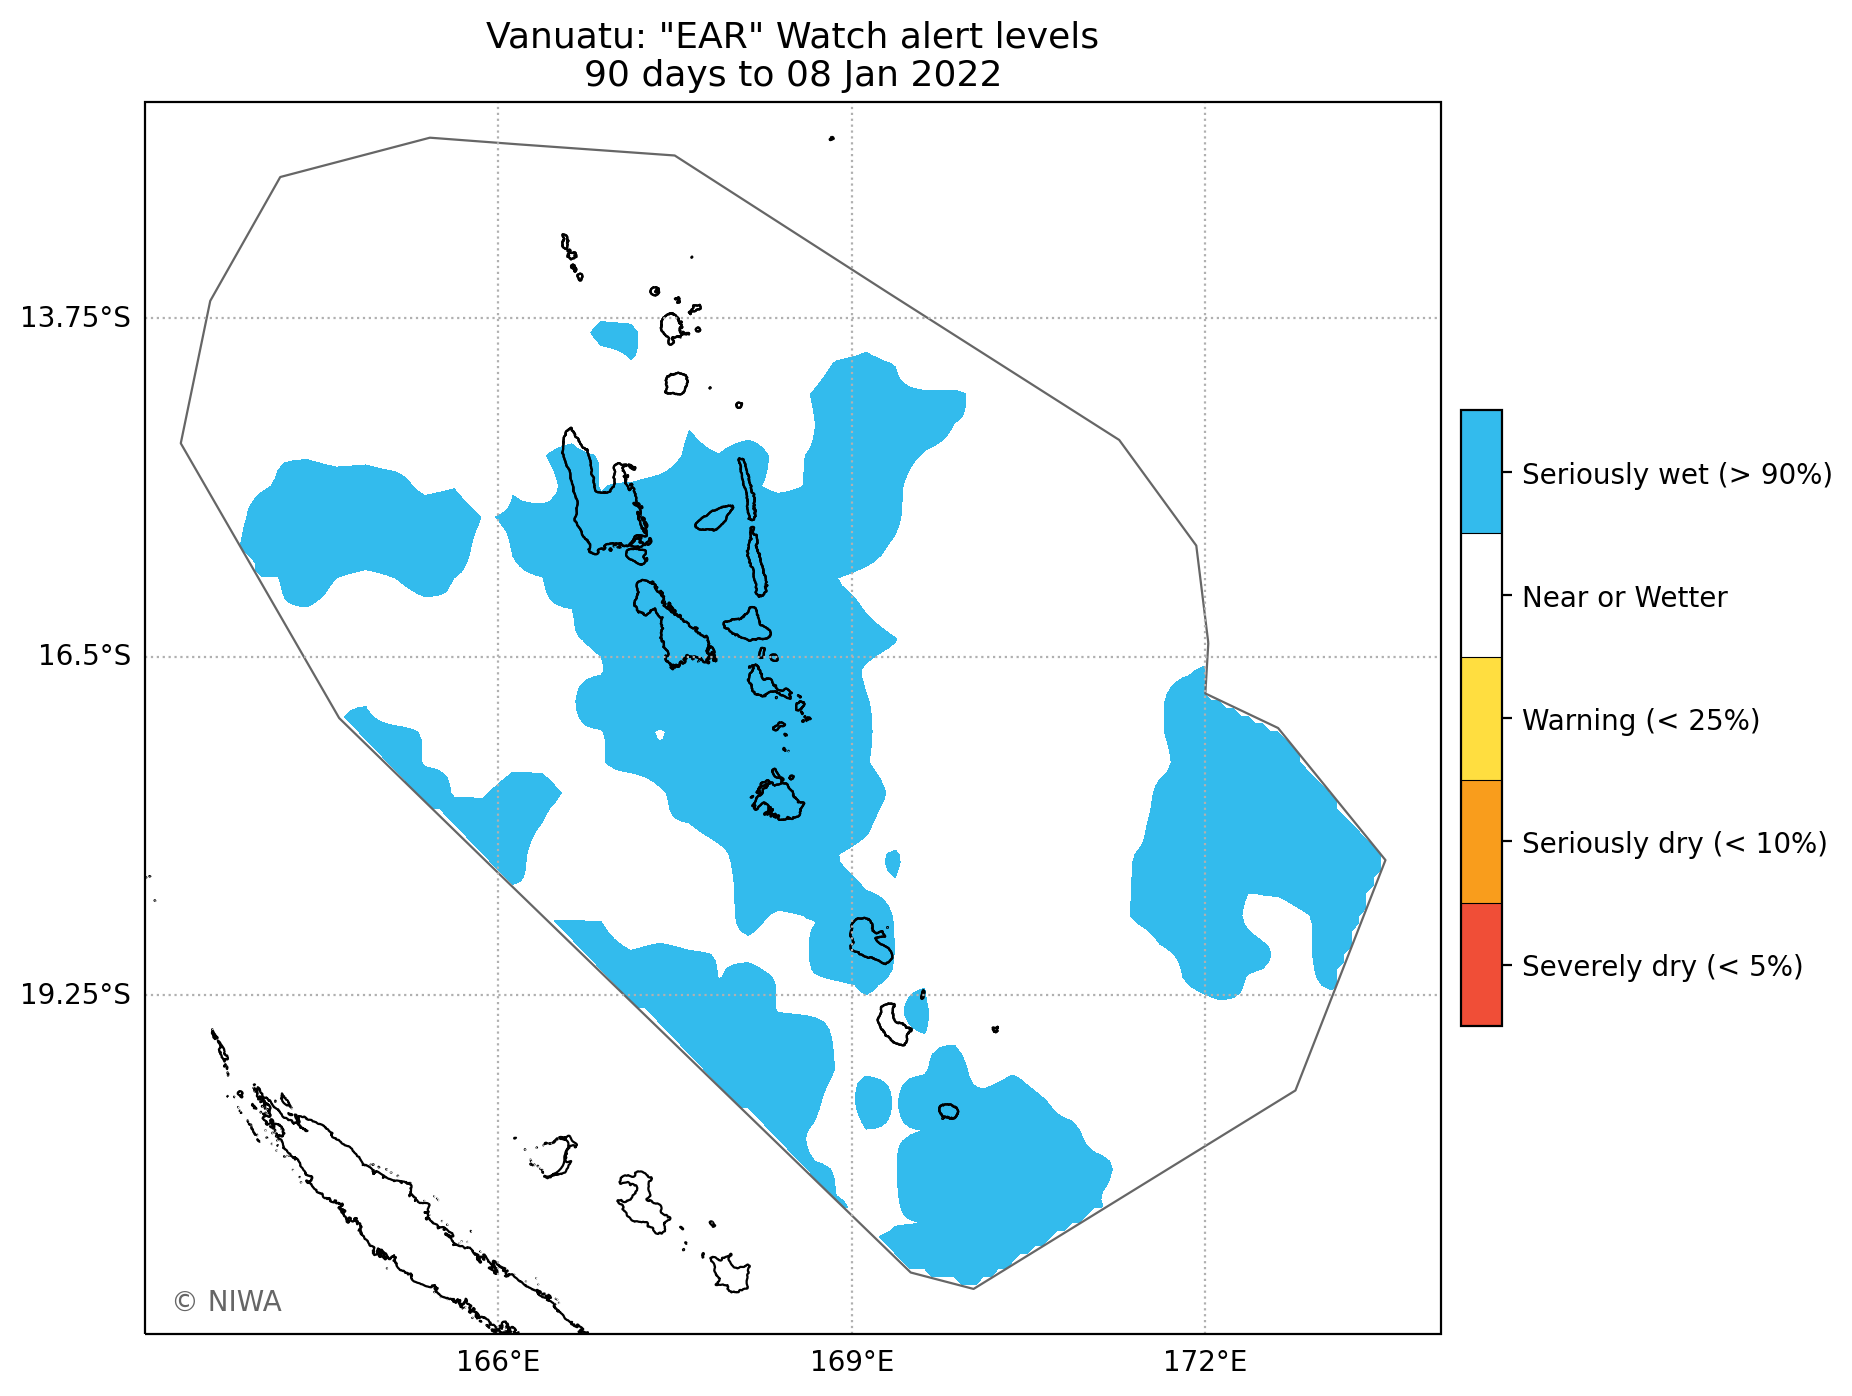 Vanuatu: "EAR" Watch alert levels
90 days to 08 Jan 2022
13.75°S
16.5°S
19.25°S
166°E
169°E
172°E
Seriously wet (> 90%)
Near or Wetter
Warning (< 25%)
Seriously dry (< 10%)
Severely dry (< 5%)
© NIWA